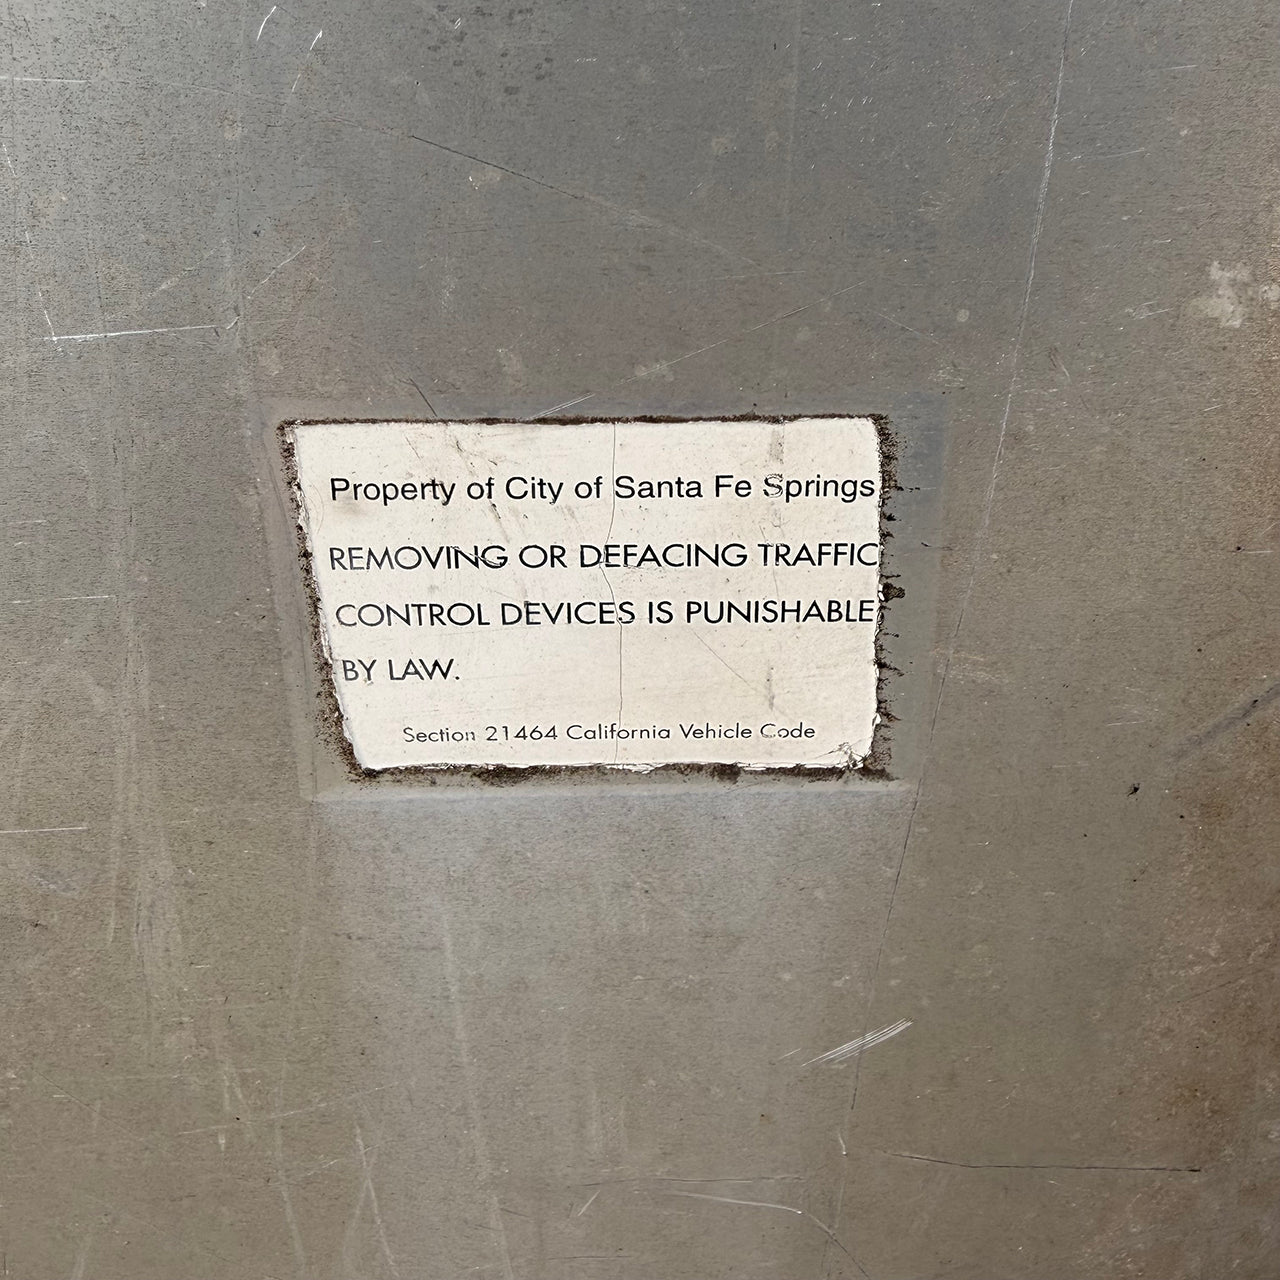 Property of City of Santa Fe Springs
REMOVING OR DEFACING TRAFFIC
CONTROL DEVICES IS PUNISHABLE
BY LAW.
Section 21464 California Vehicle Code